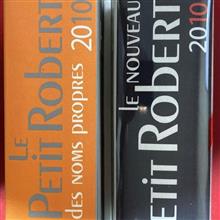 LE
PETIT ROBERT
des NOMS PROPRES 2010
LE NOUVEAU
PETIT ROBERT
2010